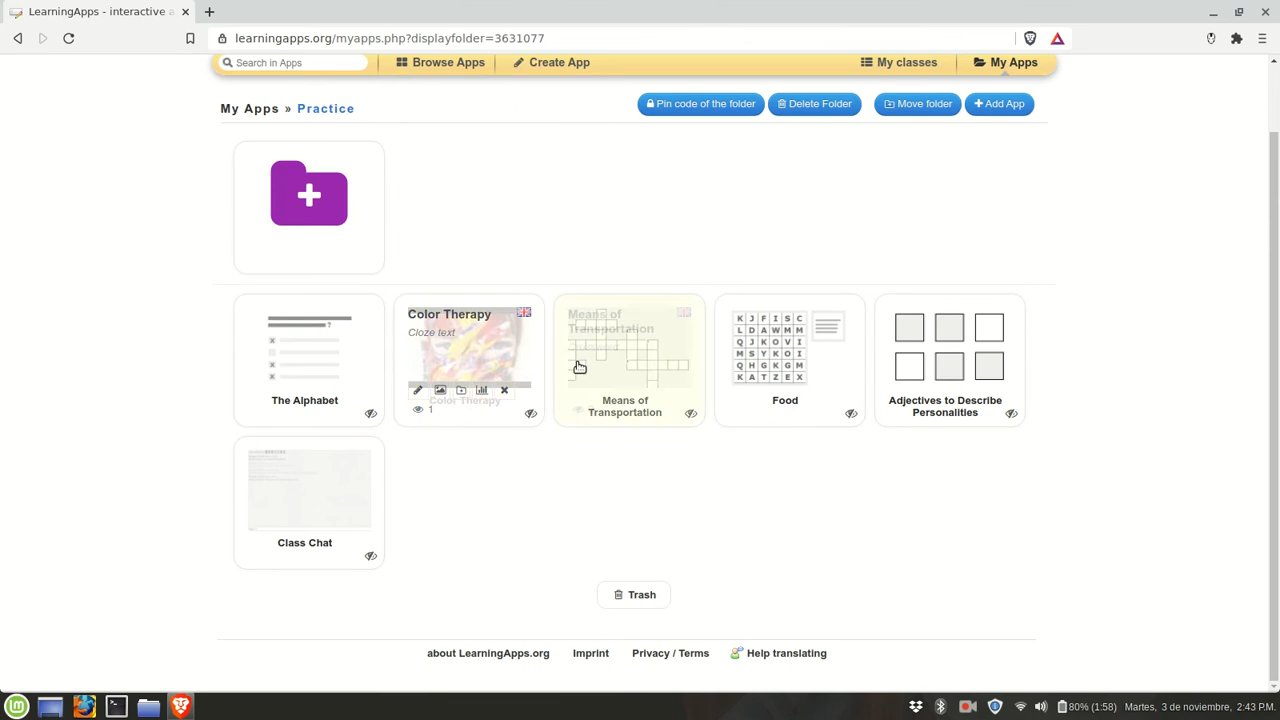 LearningApps - interactive a
learningapps.org/myapps.php?displayfolder=3631077
Search in Apps
Browse Apps
Create App
My classes
My Apps
My Apps » Practice
Pin code of the folder
Delete Folder
Move folder
Add App
The Alphabet
Color Therapy
Cloze text
Color Therapy
1
Means of
Transportation
Means of
Transportation
K J F I S C
L D A W M M
Q J K O V I
M S Y K O I
Q H G K G M
K A T Z E X
Food
Adjectives to Describe
Personalities
Class Chat
Trash
about LearningApps.org
Imprint
Privacy / Terms
Help translating
80% (1:58)
Martes, 3 de noviembre, 2:43 P.M.